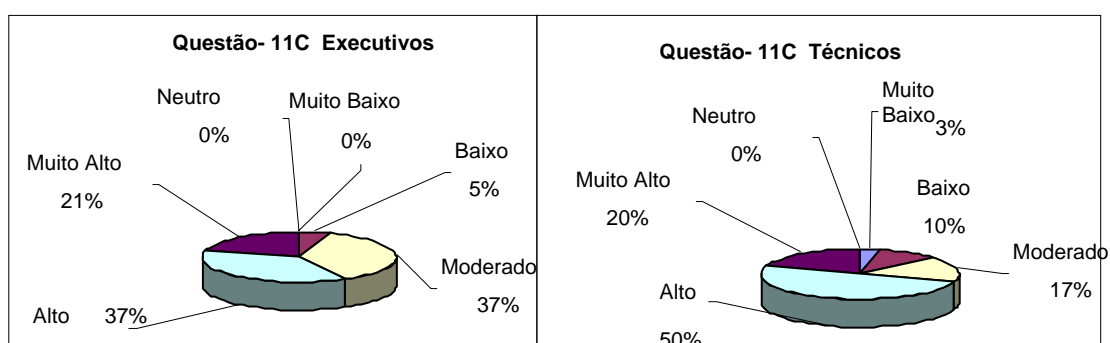 Questão- 11C Executivos
Neutro
0%
Muito Baixo
0%
Baixo
5%
Muito Alto
21%
Moderado
37%
Alto 37%
Questão- 11C Técnicos
Muito
Baixo 3%
Neutro
0%
Baixo
10%
Muito Alto
20%
Moderado
17%
Alto
50%